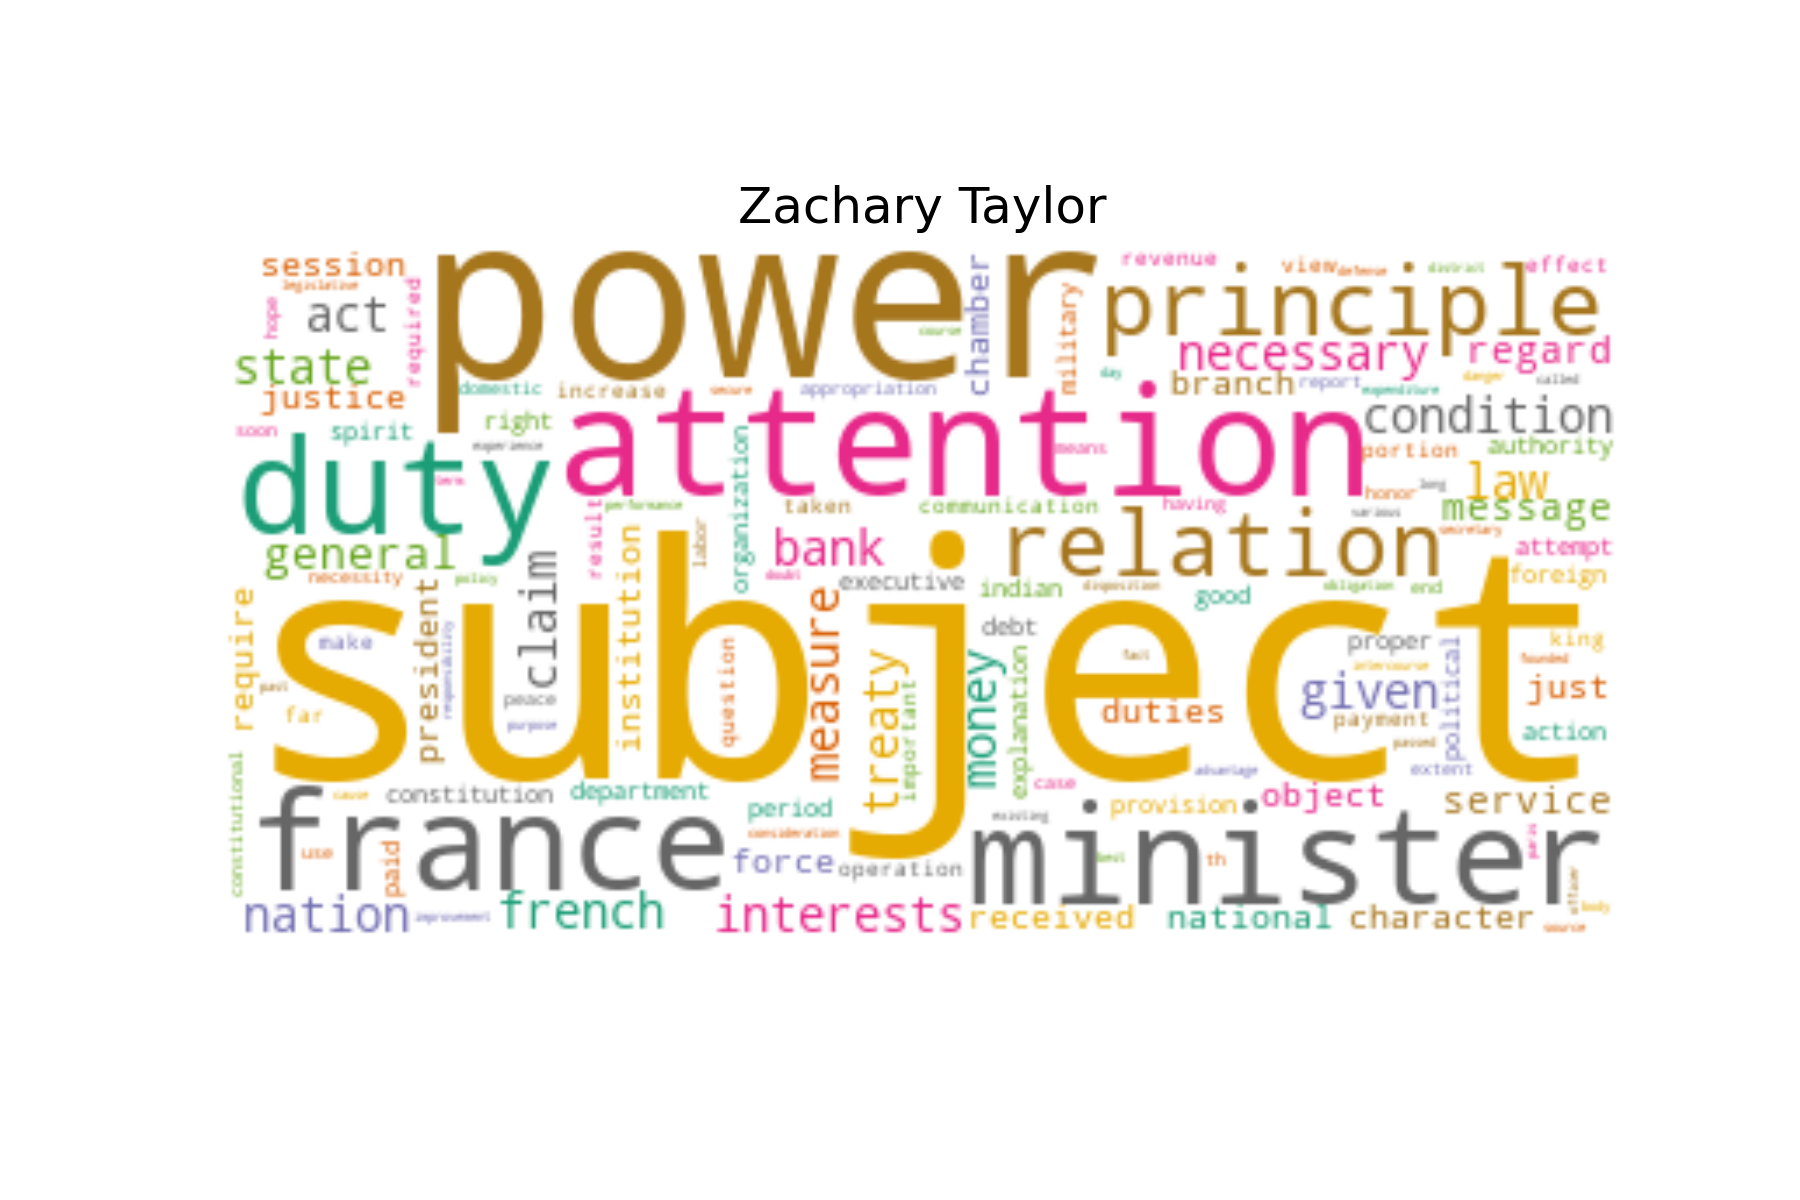 Zachary Taylor
session
power
revenue
view
defense
district
effect
legislative
hope
act
required
chamber
military
principle
course
state
necessary
regard
day
domestic
increase
secure
appropriation
branch
report
expenditure
danger
called
justice
attention
condition
soon
spirit
right
experience
organization
means
portion
authority
duty
term
honor
long
law
result
performance
taken
communication
having
various
message
secretary
general
labor
bank
relation
attempt
necessity
policy
claim
doubt
executive
indian
disposition
good
obligation
end
foreign
require
president
institution
subject
measure
debt
proper
king
make
responsibility
question
treaty
money
explanation
fact
intercourse
political
founded
past
peace
important
given
just
far
purpose
duties
payment
action
passed
constitutional
cause
constitution
department
case
advantage
extent
period
existing
provision
object
service
france
consideration
minister
use
paid
force
operation
best
th
paris
officer
nation
improvement
french
interests
received
national
character
body
source